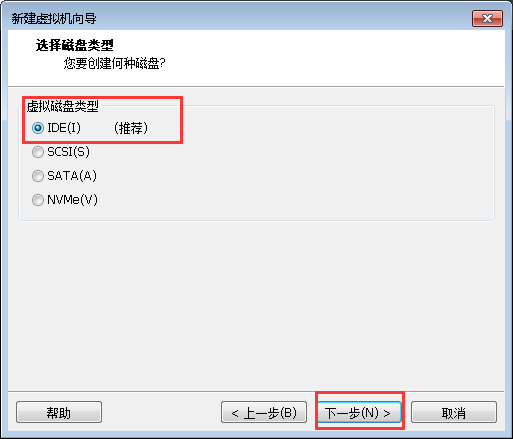 新建虚拟机向导
选择磁盘类型
您要创建何种磁盘?
虚拟磁盘类型
IDE(I) (推荐)
SCSI(S)
SATA(A)
NVMe(V)
帮助 < 上一步(B) 下一步(N) > 取消